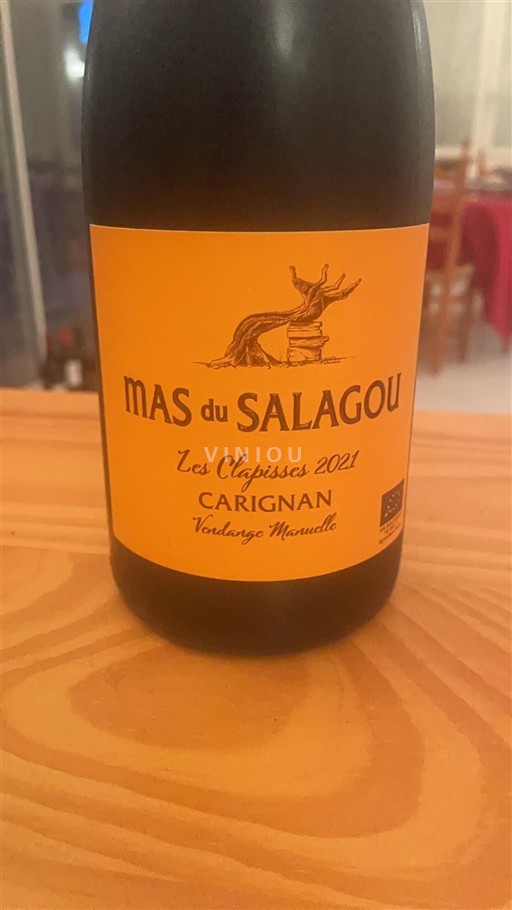 MAS du SALAGOU
VINIOU
Les Clapisses 2021
CARIGNAN
Vendange Manuelle